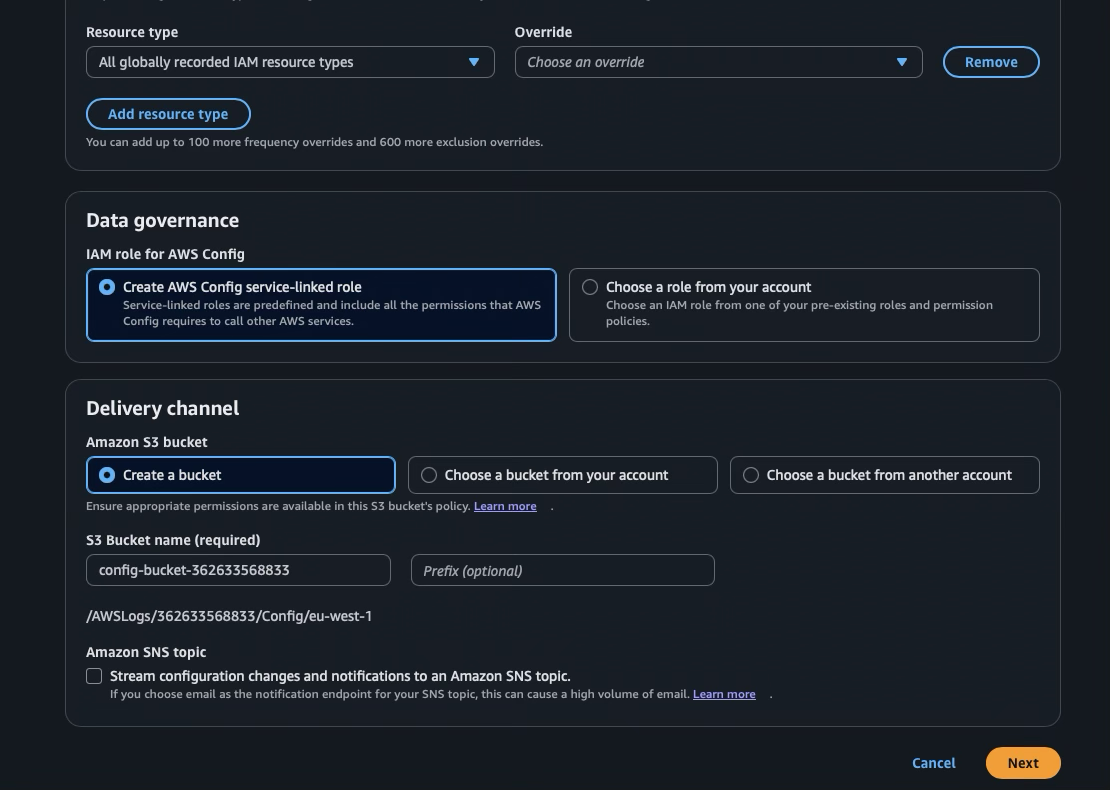 Resource type
Override
All globally recorded IAM resource types
Choose an override
Remove
Add resource type
You can add up to 100 more frequency overrides and 600 more exclusion overrides.
Data governance
IAM role for AWS Config
Create AWS Config service-linked role
Service-linked roles are predefined and include all the permissions that AWS
Config requires to call other AWS services.
Choose a role from your account
Choose an IAM role from one of your pre-existing roles and permission
policies.
Delivery channel
Amazon S3 bucket
Create a bucket
Choose a bucket from your account
Choose a bucket from another account
Ensure appropriate permissions are available in this S3 bucket's policy. Learn more .
S3 Bucket name (required)
config-bucket-362633568833
Prefix (optional)
/AWSLogs/362633568833/Config/eu-west-1
Amazon SNS topic
Stream configuration changes and notifications to an Amazon SNS topic.
If you choose email as the notification endpoint for your SNS topic, this can cause a high volume of email. Learn more .
Cancel
Next